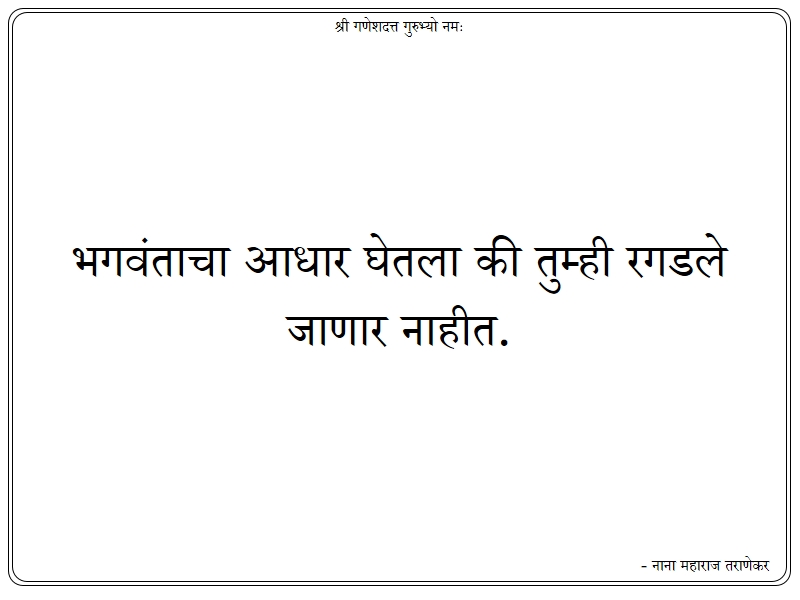 श्री गणेशदत्त गुरुभ्यो नमः
भगवंताचा आधार घेतला की तुम्ही रगडले
जाणार नाहीत.
- नाना महाराज तराणेकर